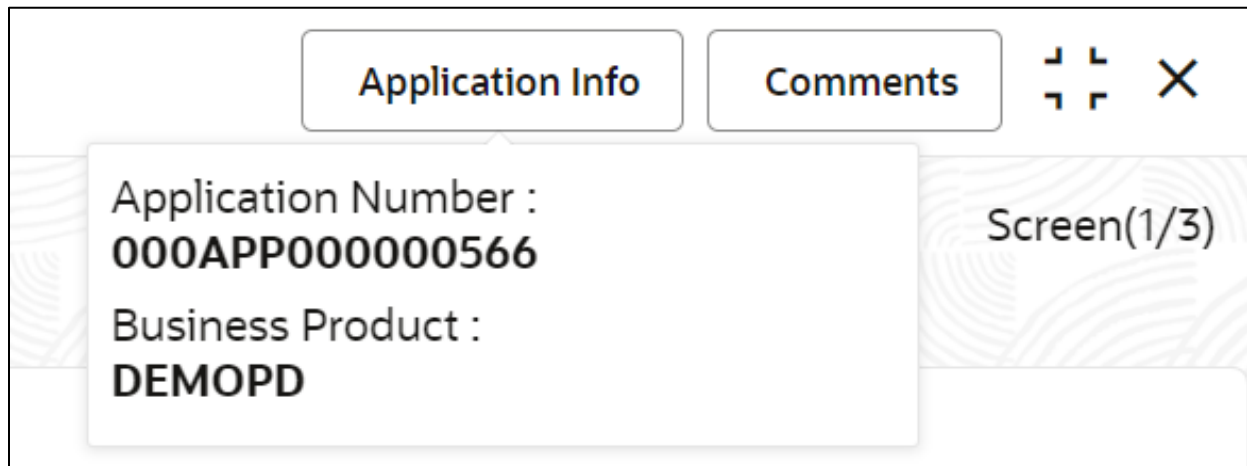 Application Info
Comments
Application Number :
000APP000000566
Business Product :
DEMOPD
Screen(1/3)